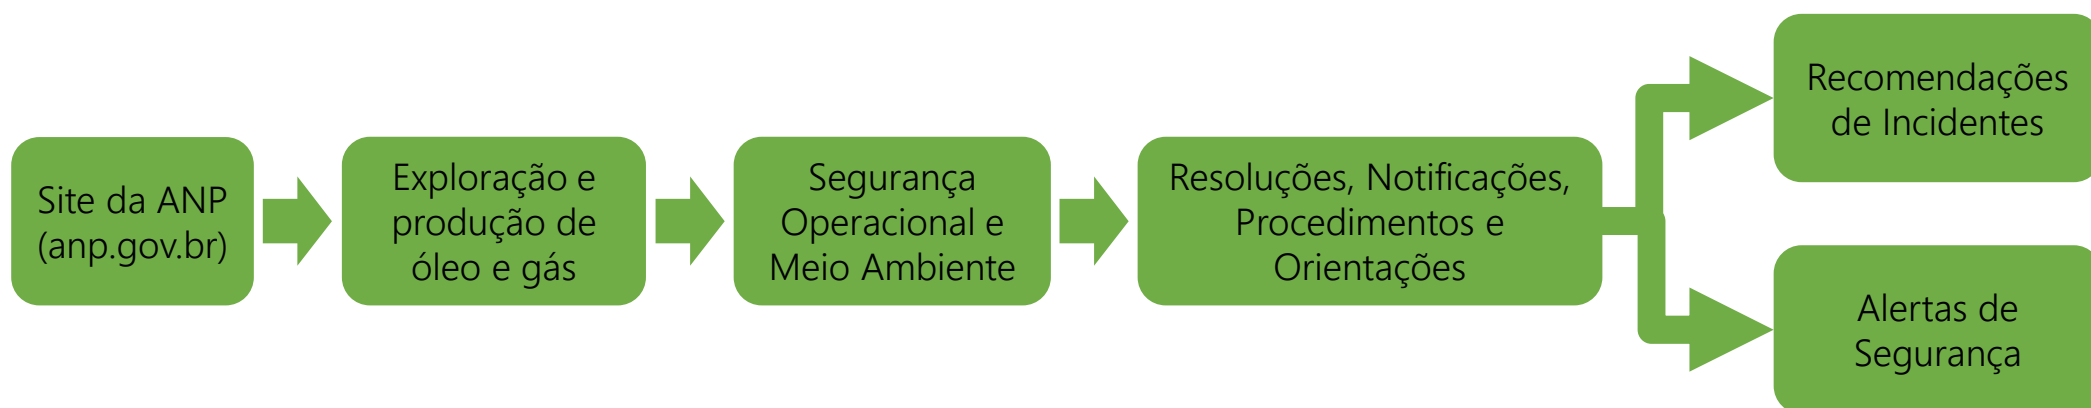 Site da ANP
(anp.gov.br)
Exploração e
produção de
óleo e gás
Segurança
Operacional e
Meio Ambiente
Resoluções, Notificações,
Procedimentos e
Orientações
Recomendações
de Incidentes
Alertas de
Segurança